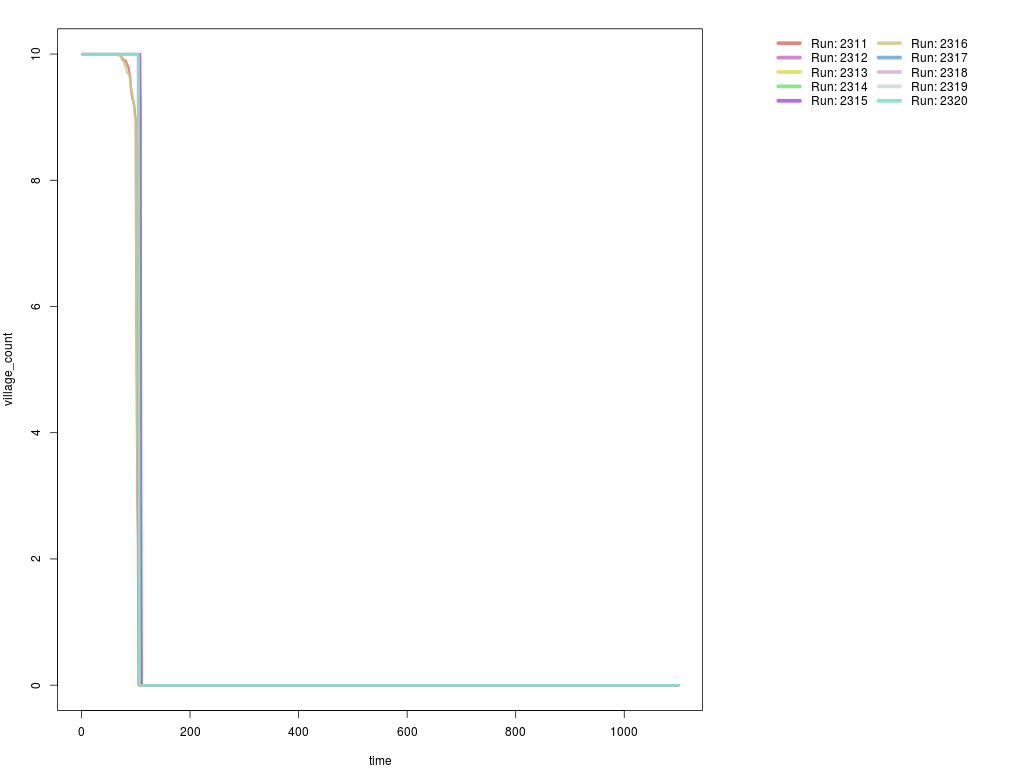 village_count
10
8
6
4
2
0
0 200 400 600 800 1000
time
Run: 2311 Run: 2316
Run: 2312 Run: 2317
Run: 2313 Run: 2318
Run: 2314 Run: 2319
Run: 2315 Run: 2320